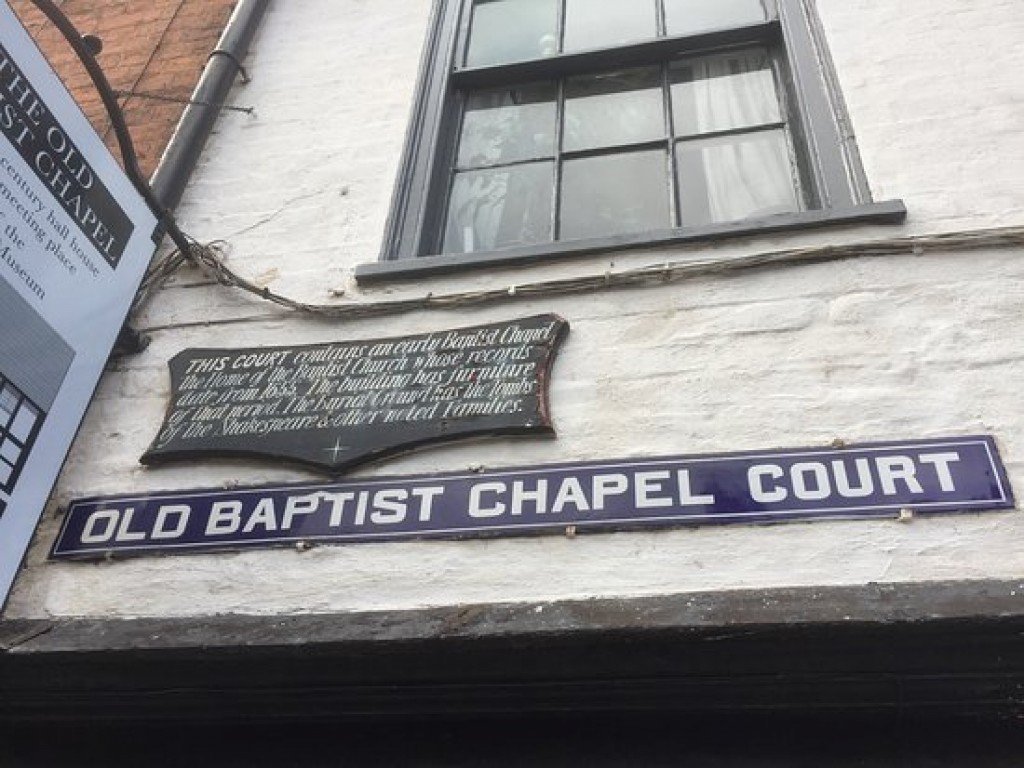 THE OLD
IST CHAPEL
century hall house
meeting place
the
Museum
THIS COURT contains an early Baptist Chapel
the Home of the Baptist Church whose records
date from 1655. The building has furniture
of that period. The Burial Ground has the Tombs
of the Shakespeare & other noted Families.
OLD BAPTIST CHAPEL COURT